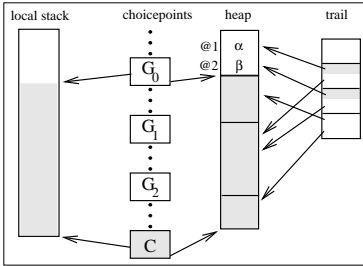 local stack choicepoints heap trail
@1 α
@2 β
G0
G1
G2
C